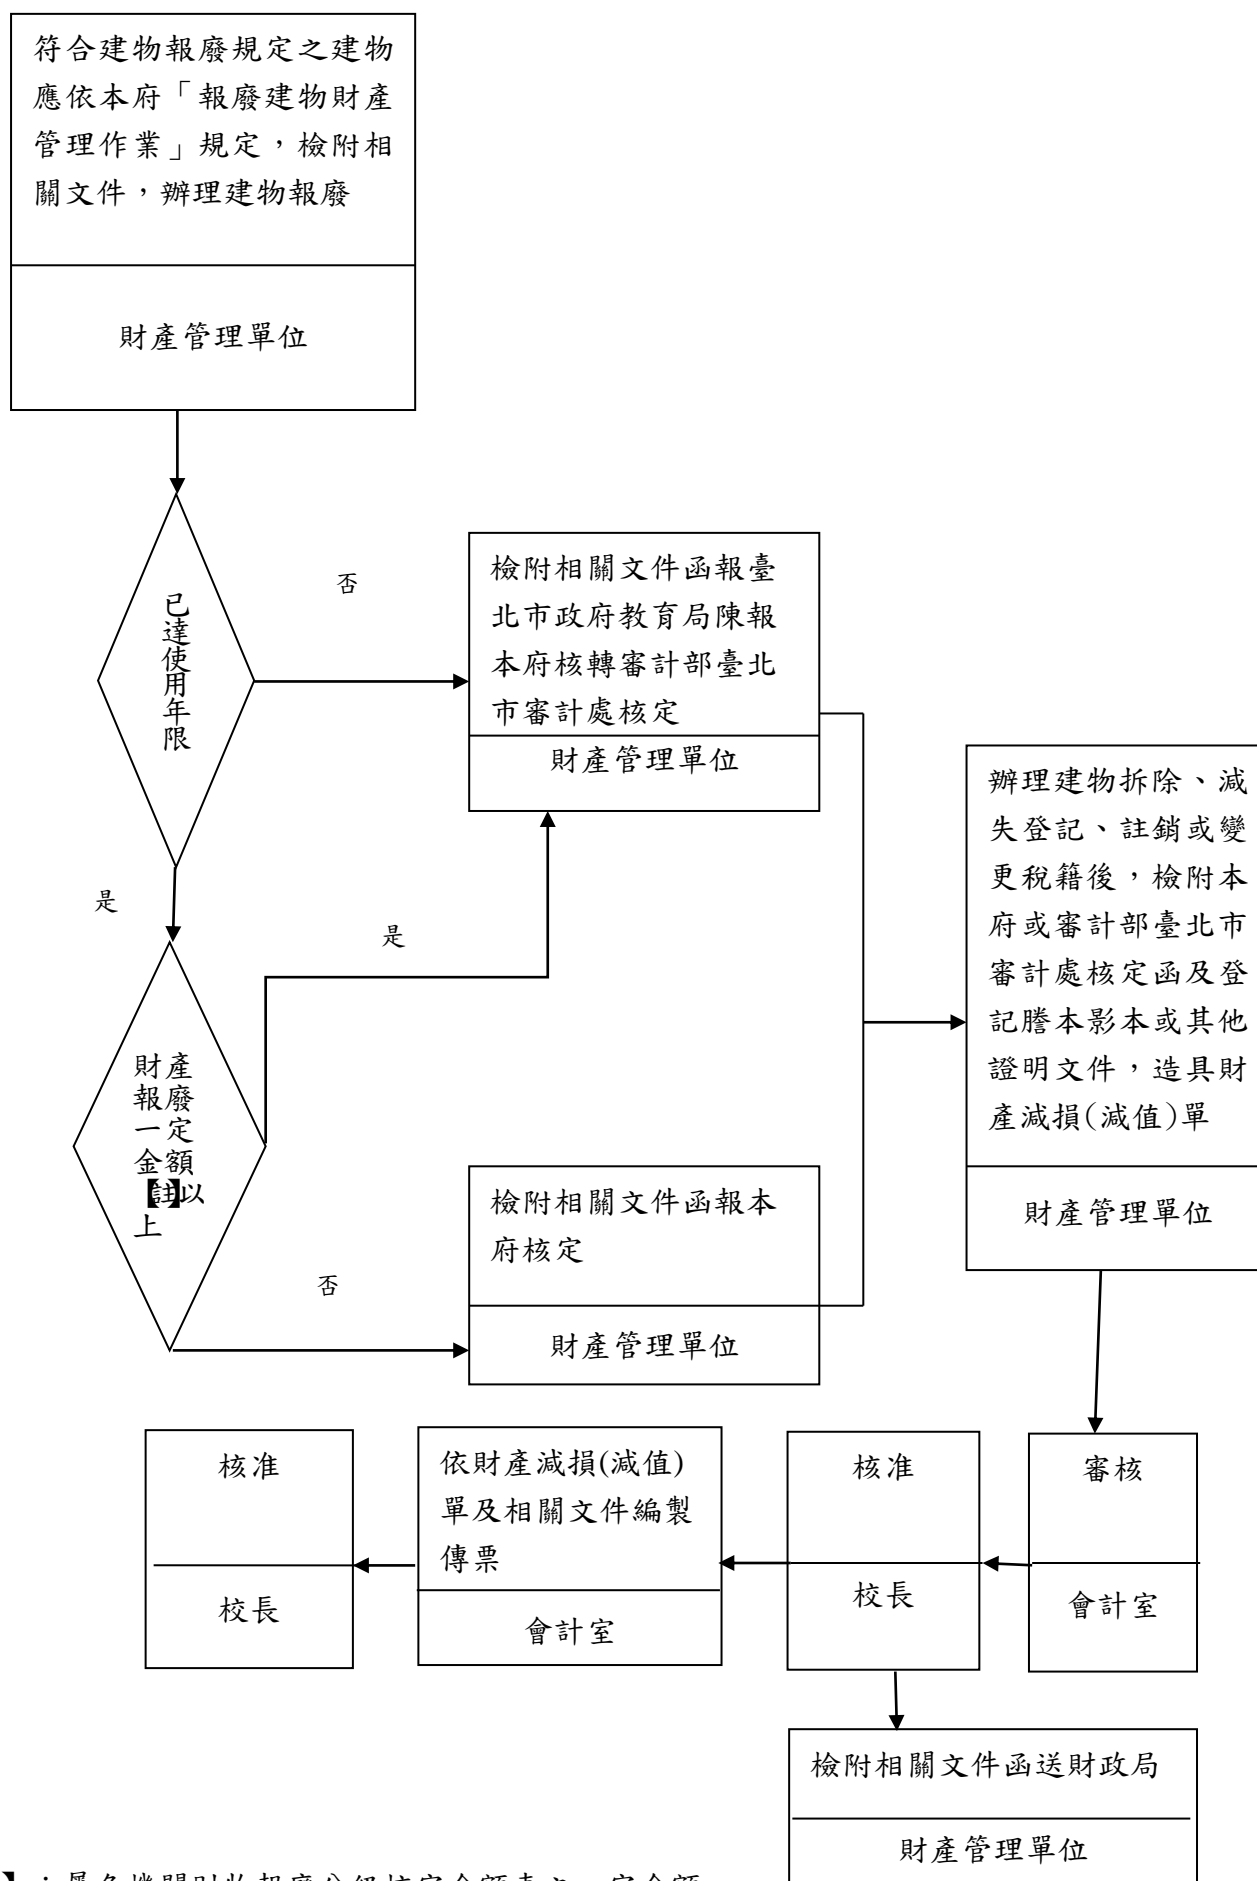 符合建物報廢規定之建物
應依本府「報廢建物財產
管理作業」規定，檢附相
關文件，辦理建物報廢
財產管理單位
已達使用年限
否
檢附相關文件函報臺
北市政府教育局陳報
本府核轉審計部臺北
市審計處核定
財產管理單位
是
是
財產
報廢
一定
金額
【註】以
上
否
檢附相關文件函報本
府核定
財產管理單位
辦理建物拆除、減
失登記、註銷或變
更稅籍後，檢附本
府或審計部臺北市
審計處核定函及登
記謄本影本或其他
證明文件，造具財
產減損(減值)單
財產管理單位
審核
會計室
核准
校長
依財產減損(減值)
單及相關文件編製
傳票
會計室
核准
校長
檢附相關文件函送財政局
財產管理單位